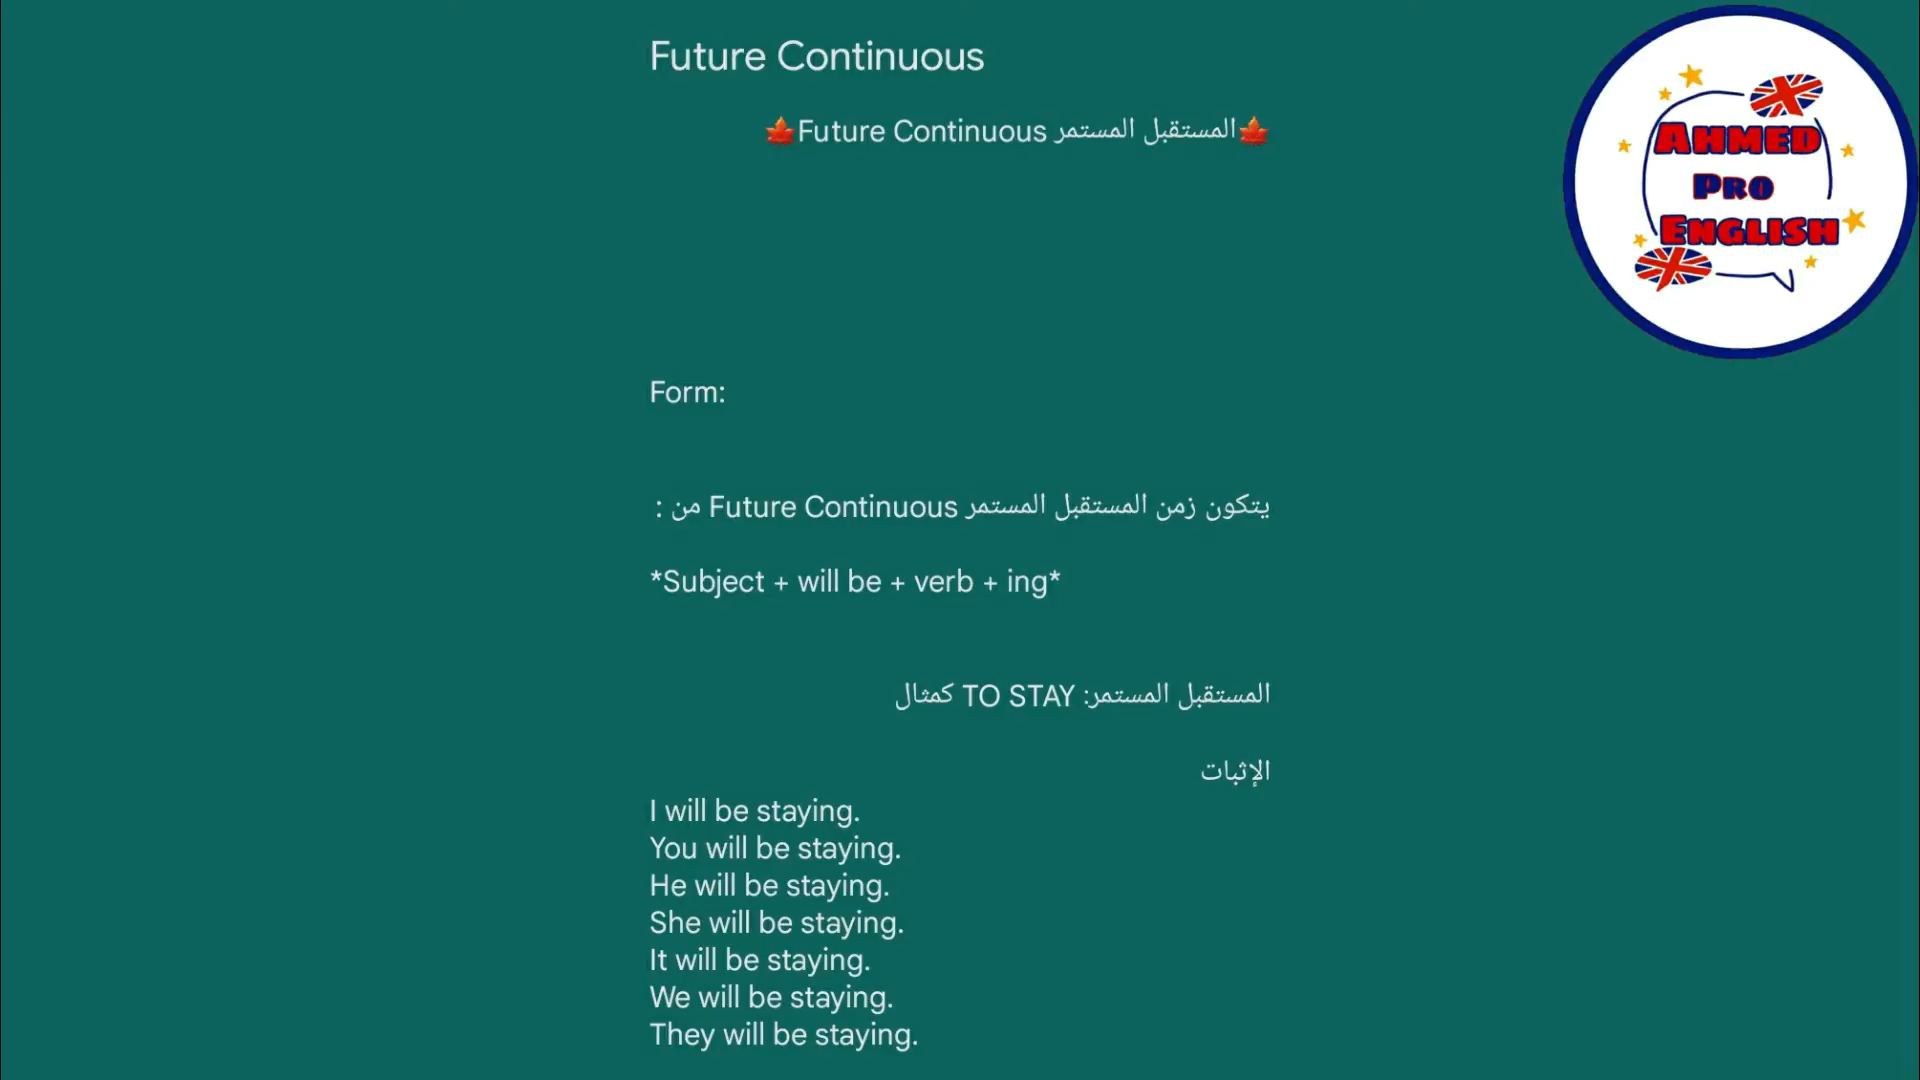 Future Continuous
🍁المستقبل المستمر Future Continuous🍁
AHMED
PRO
ENGLISH
Form:
يتكون زمن المستقبل المستمر Future Continuous من :
*Subject + will be + verb + ing*
المستقبل المستمر: TO STAY كمثال
الإثبات
I will be staying.
You will be staying.
He will be staying.
She will be staying.
It will be staying.
We will be staying.
They will be staying.